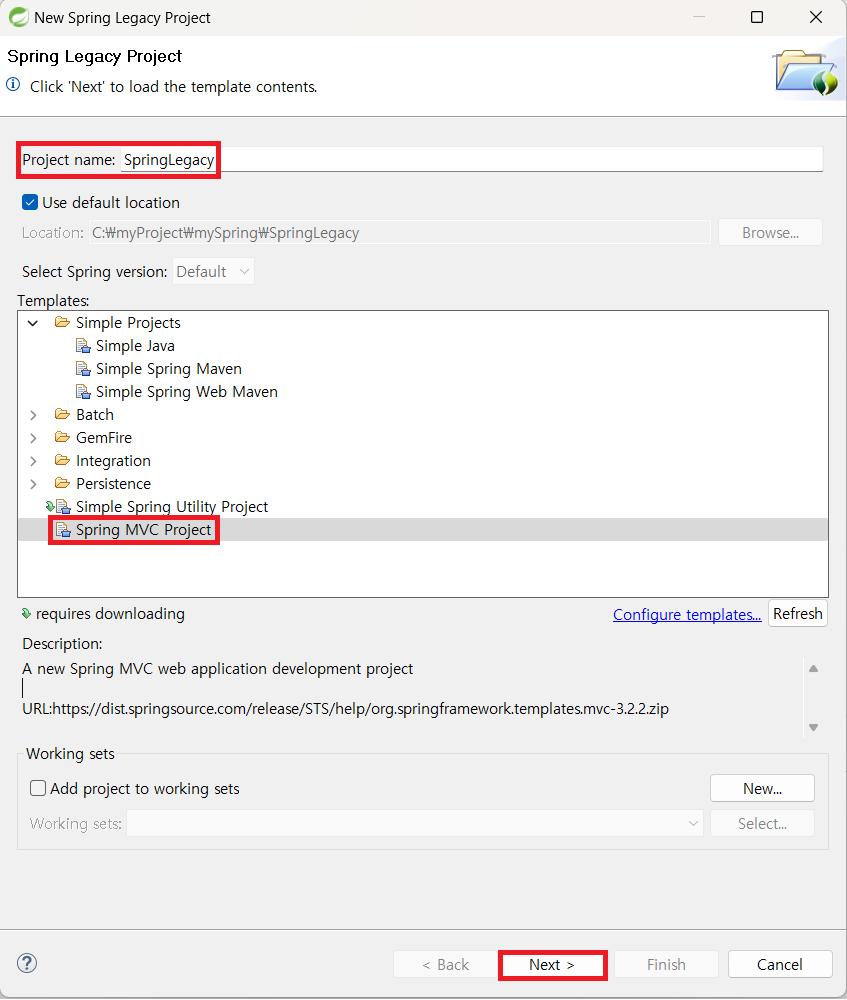 New Spring Legacy Project
Spring Legacy Project
Click 'Next' to load the template contents.
Project name: SpringLegacy
Use default location
Location: C:₩myProject₩mySpring₩SpringLegacy Browse...
Select Spring version: Default
Templates:
Simple Projects
Simple Java
Simple Spring Maven
Simple Spring Web Maven
Batch
GemFire
Integration
Persistence
Simple Spring Utility Project
Spring MVC Project
requires downloading Configure templates... Refresh
Description:
A new Spring MVC web application development project
URL:https://dist.springsource.com/release/STS/help/org.springframework.templates.mvc-3.2.2.zip
Working sets
Add project to working sets New...
Working sets: Select...
< Back Next > Finish Cancel